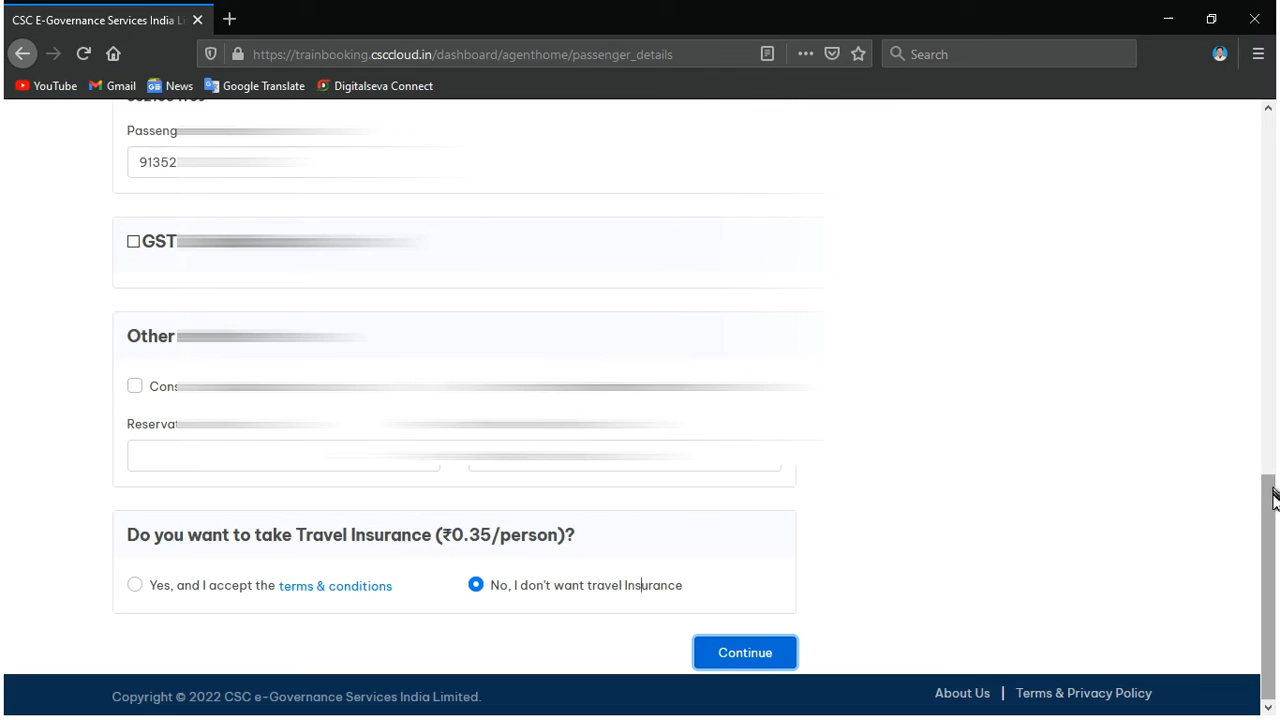 CSC E-Governance Services India Li
https://trainbooking.csccloud.in/dashboard/agenthome/passenger_details
Search
YouTube
Gmail
News
Google Translate
Digitalseva Connect
Passeng
91352
GST
Other
Cons
Reservat
Do you want to take Travel Insurance (₹0.35/person)?
Yes, and I accept the terms & conditions
No, I don't want travel Insurance
Continue
Copyright © 2022 CSC e-Governance Services India Limited.
About Us | Terms & Privacy Policy